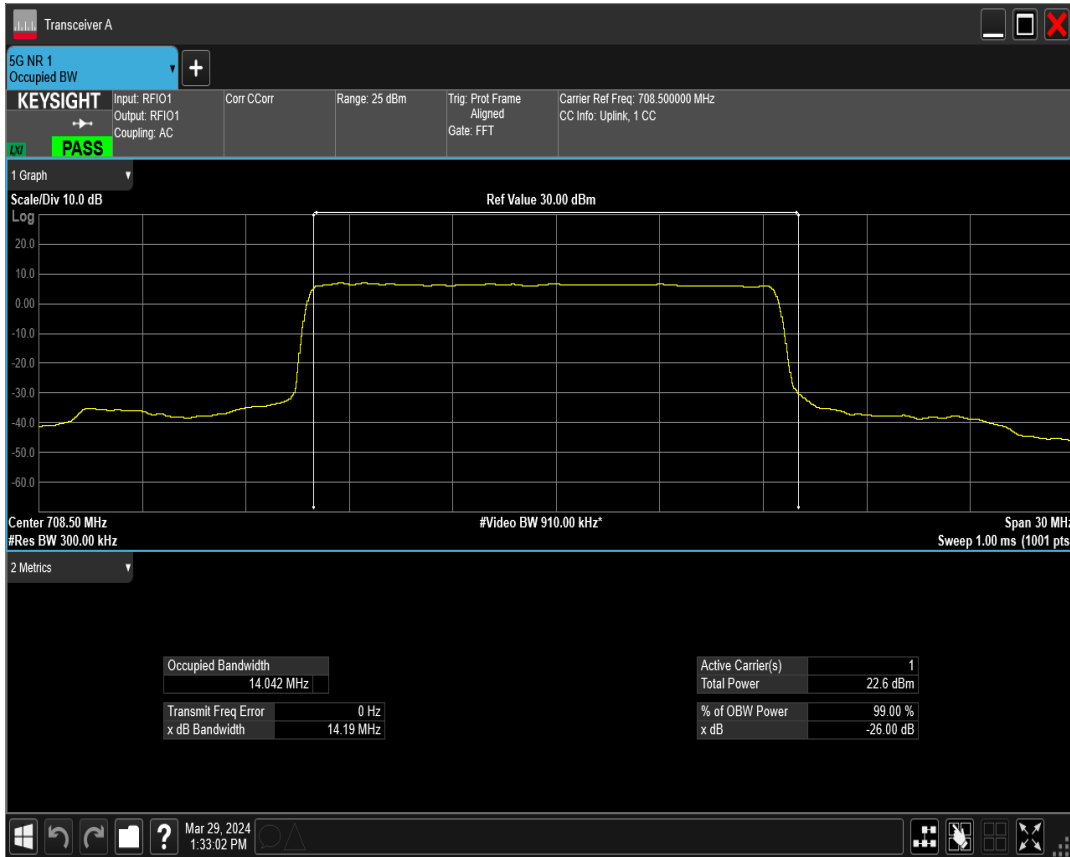 Transceiver A
5G NR 1
Occupied BW
+
KEYSIGHT
LXI
PASS
Input: RFIO1
Output: RFIO1
Coupling: AC
Corr CCorr
Range: 25 dBm
Trig: Prot Frame
Aligned
Gate: FFT
Carrier Ref Freq: 708.500000 MHz
CC Info: Uplink, 1 CC
1 Graph
Scale/Div 10.0 dB
Ref Value 30.00 dBm
Log
20.0
10.0
0.00
-10.0
-20.0
-30.0
-40.0
-50.0
-60.0
Center 708.50 MHz
#Video BW 910.00 kHz*
Span 30 MHz
#Res BW 300.00 kHz
Sweep 1.00 ms (1001 pts
2 Metrics
Occupied Bandwidth
14.042 MHz
Transmit Freq Error 0 Hz
x dB Bandwidth 14.19 MHz
Active Carrier(s) 1
Total Power 22.6 dBm
% of OBW Power 99.00 %
x dB -26.00 dB
?
Mar 29, 2024
1:33:02 PM